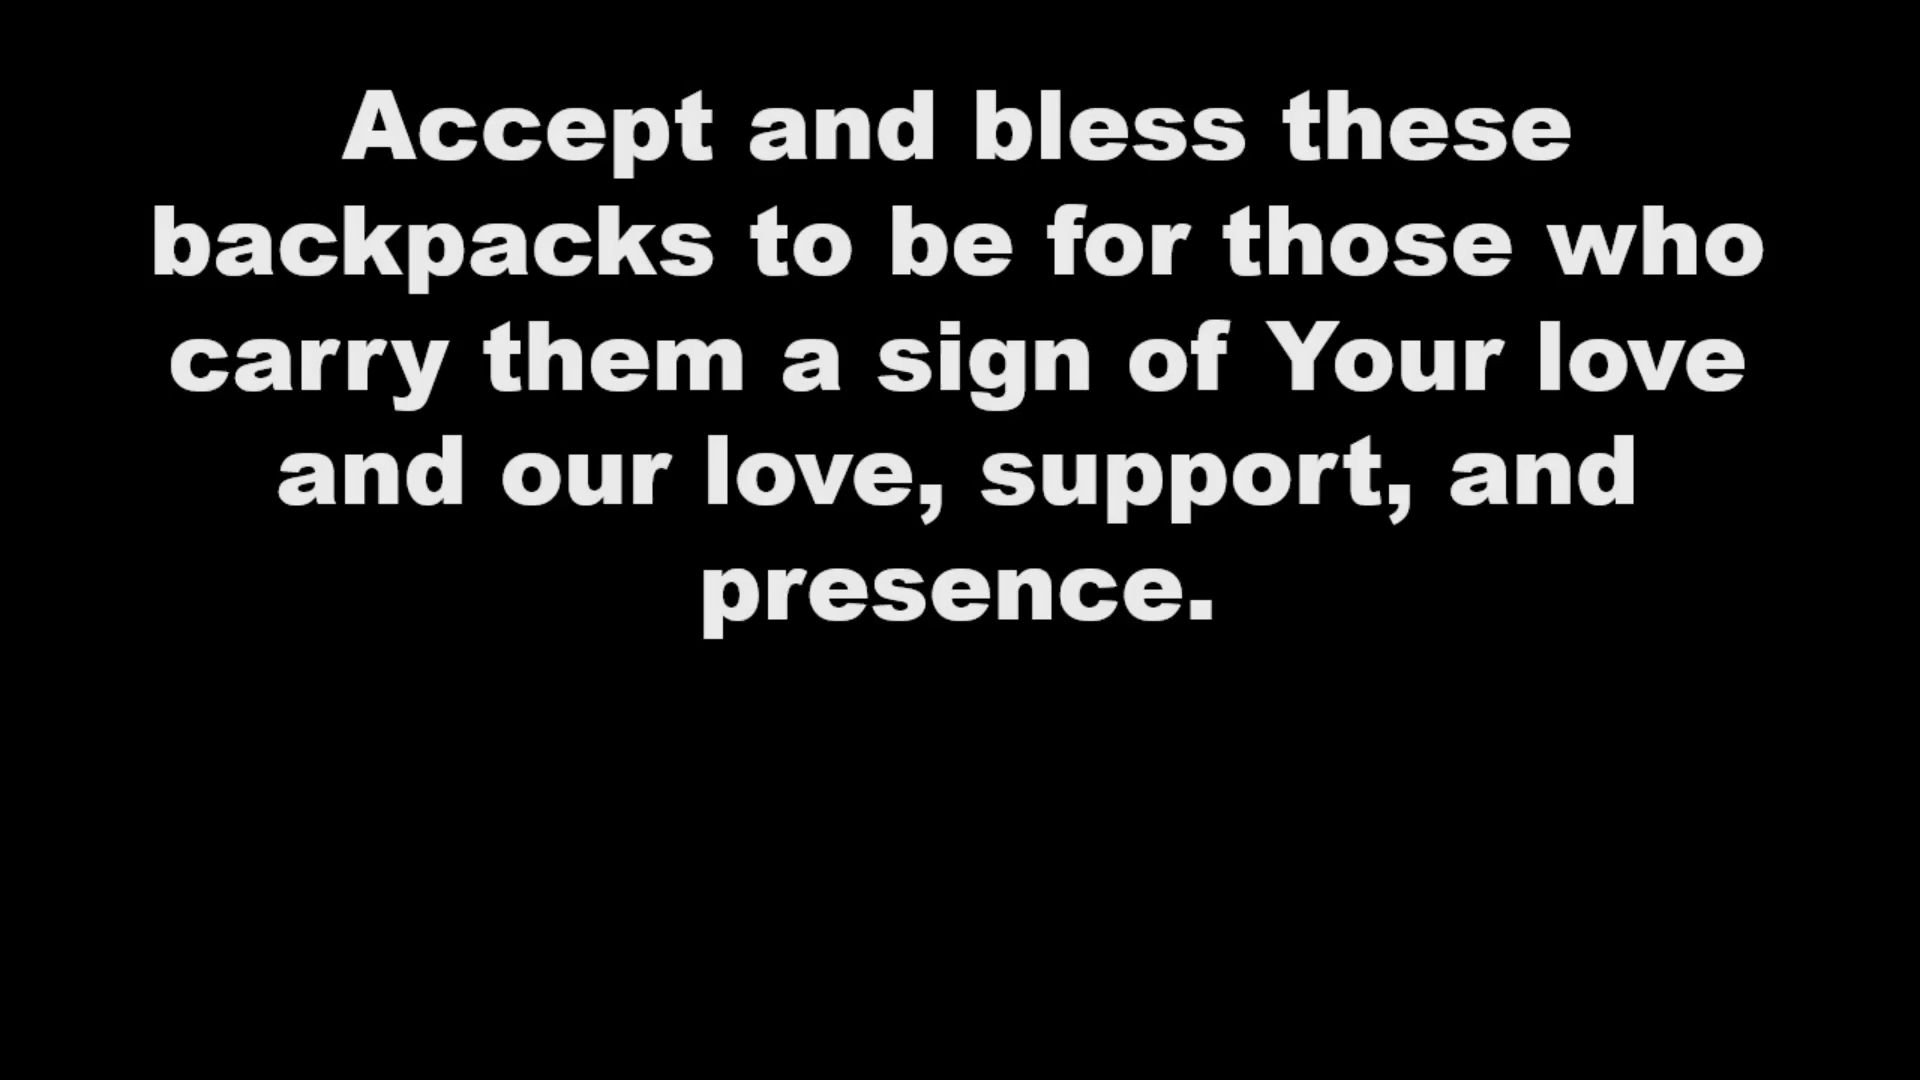 Accept and bless these
backpacks to be for those who
carry them a sign of Your love
and our love, support, and
presence.